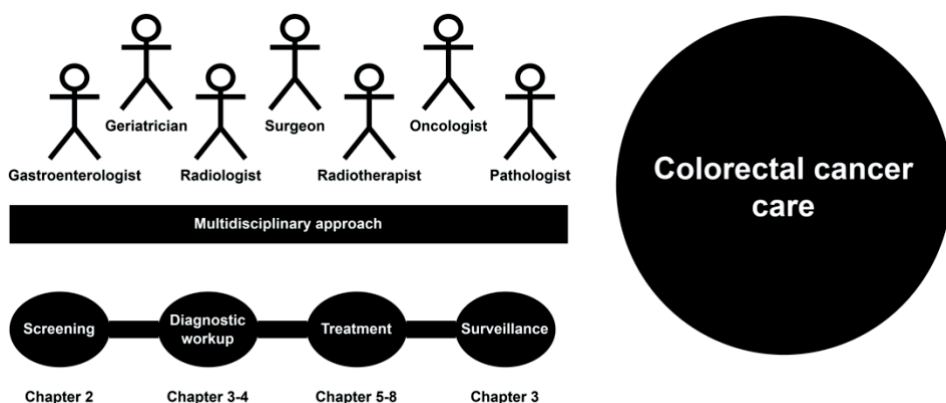 Geriatrician
Surgeon
Oncologist
Gastroenterologist
Radiologist
Radiotherapist
Pathologist
Multidisciplinary approach
Screening
Diagnostic
workup
Treatment
Surveillance
Chapter 2
Chapter 3-4
Chapter 5-8
Chapter 3
Colorectal cancer
care